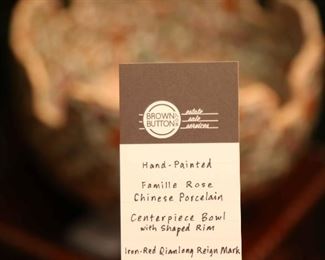 BROWN
BUTTON
estate
sale
services
Hand-Painted
Famille Rose
Chinese Porcelain
Centerpiece Bowl
with Shaped Rim
Iron-Red Qianlong Reign Mark